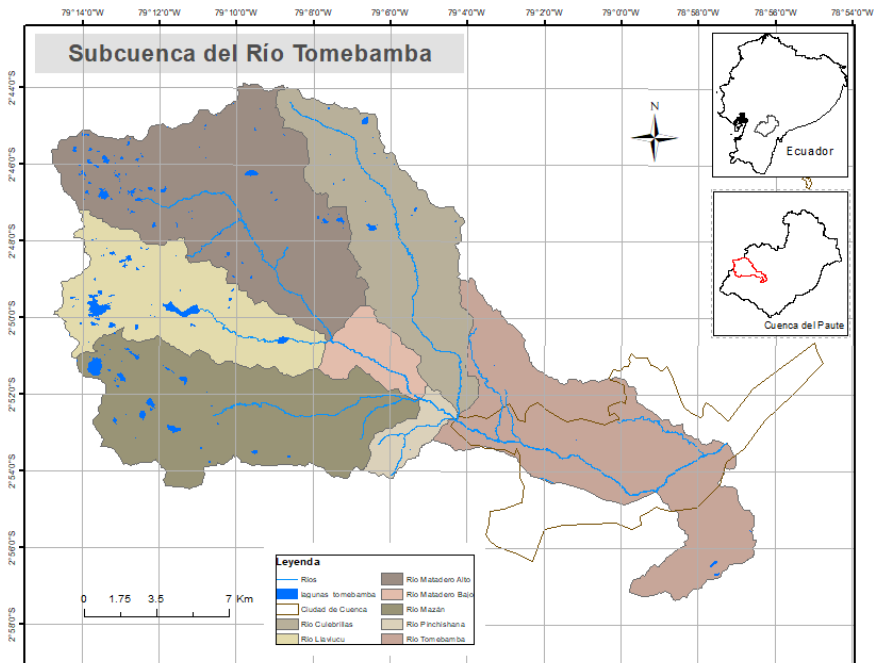 79°14'0"O 79°12'0"O 79°10'0"O 79°8'0"O 79°6'0"O 79°4'0"O 79°2'0"O 79°0'0"O 78°58'0"O 78°56'0"O 78°54'0"O
Subcuenca del Río Tomebamba
2°44'0"S
2°46'0"S
2°48'0"S
2°50'0"S
2°52'0"S
2°54'0"S
2°56'0"S
2°58'0"S
N
Ecuador
Cuenca del Paute
0 1.75 3.5 7 Km
Leyenda
Ríos
lagunas tomebamba
Ciudad de Cuenca
Río Culebrillas
Río Llaviucu
Río Matadero Alto
Río Matadero Bajo
Río Mazán
Río Pinchishana
Río Tomebamba